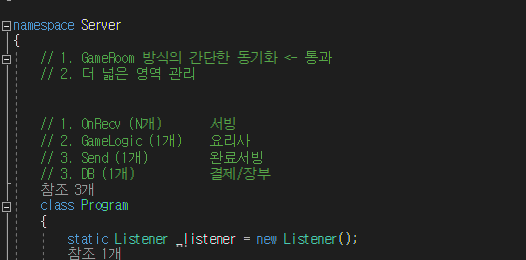 namespace Server
{
// 1. GameRoom 방식의 간단한 동기화 <- 통과
// 2. 더 넓은 영역 관리
// 1. OnRecv (N개) 서빙
// 2. GameLogic (1개) 요리사
// 3. Send (1개) 완료서빙
// 3. DB (1개) 결제/장부
참조 3개
class Program
{
static Listener _listener = new Listener();
참조 1개